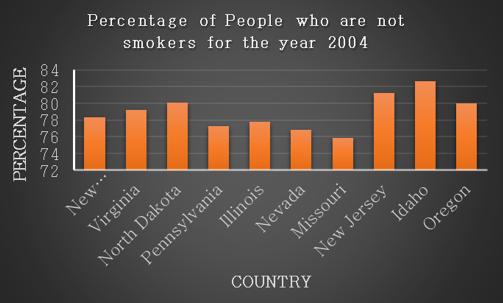 Percentage of People who are not
smokers for the year 2004
PERCENTAGE
84
82
80
78
76
74
72
New...
Virginia
North Dakota
Pennsylvania
Illinois
Nevada
Missouri
New Jersey
Idaho
Oregon
COUNTRY